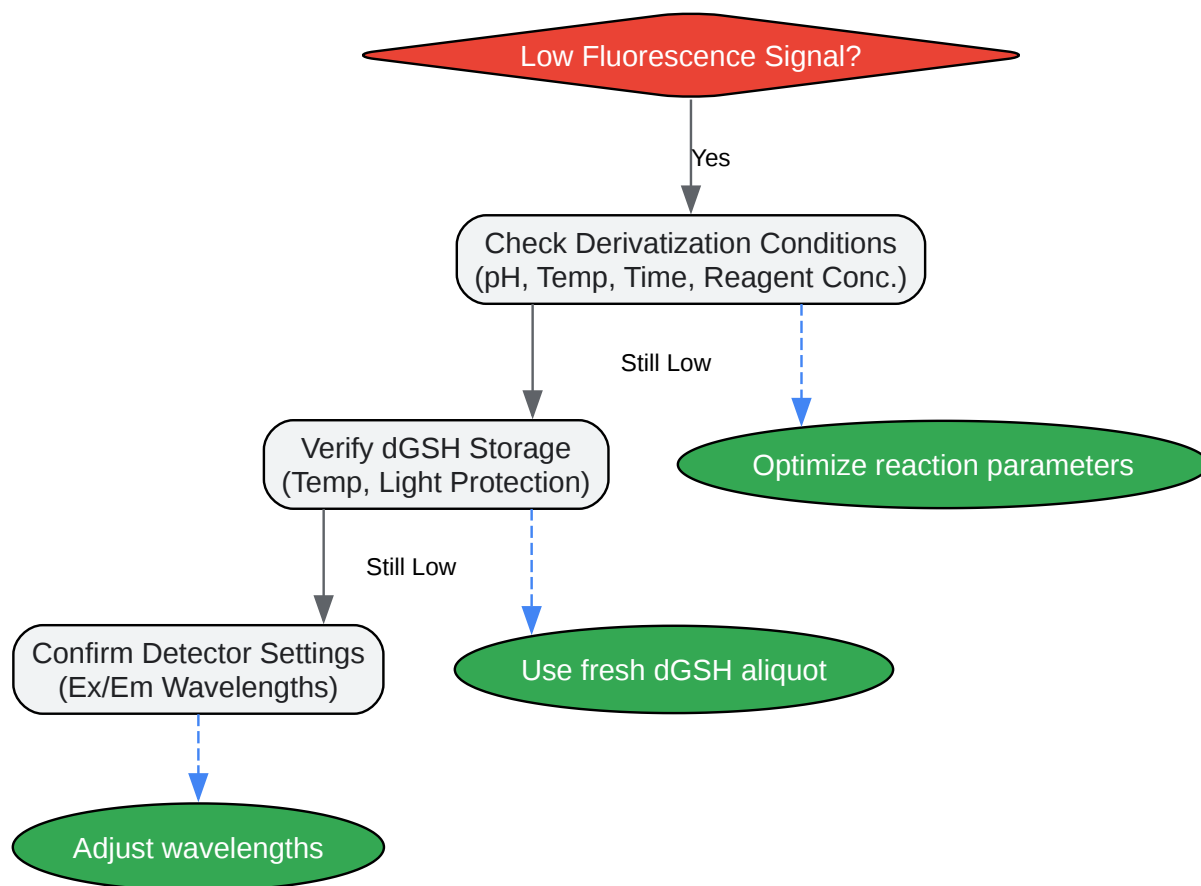 Low Fluorescence Signal?
Yes
Check Derivatization Conditions
(pH, Temp, Time, Reagent Conc.)
Still Low
Verify dGSH Storage
(Temp, Light Protection)
Optimize reaction parameters
Still Low
Confirm Detector Settings
(Ex/Em Wavelengths)
Use fresh dGSH aliquot
Adjust wavelengths